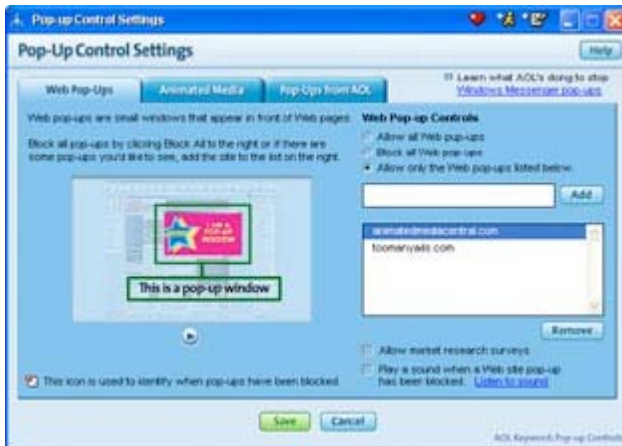 Pop-up Control Settings
Pop-Up Control Settings
Help
Web Pop-Ups
Animated Media
Pop-Ups from AOL
Learn what AOL's doing to stop
Windows Messenger pop-ups
Web pop-ups are small windows that appear in front of Web pages.
Block all pop-ups by clicking Block All to the right or if there are
some pop-ups you'd like to see, add the site to the list on the right.
I AM A
POP-UP
WINDOW
This is a pop-up window
This icon is used to identify when pop-ups have been blocked.
Web Pop-up Controls
Allow all Web pop-ups
Block all Web pop-ups
Allow only the Web pop-ups listed below.
Add
animatedmediacentral.com
toomanyads.com
Remove
Allow market research surveys
Play a sound when a Web site pop-up
has been blocked. Listen to sound
Save
Cancel
AOL Keyword: Pop-up Controls